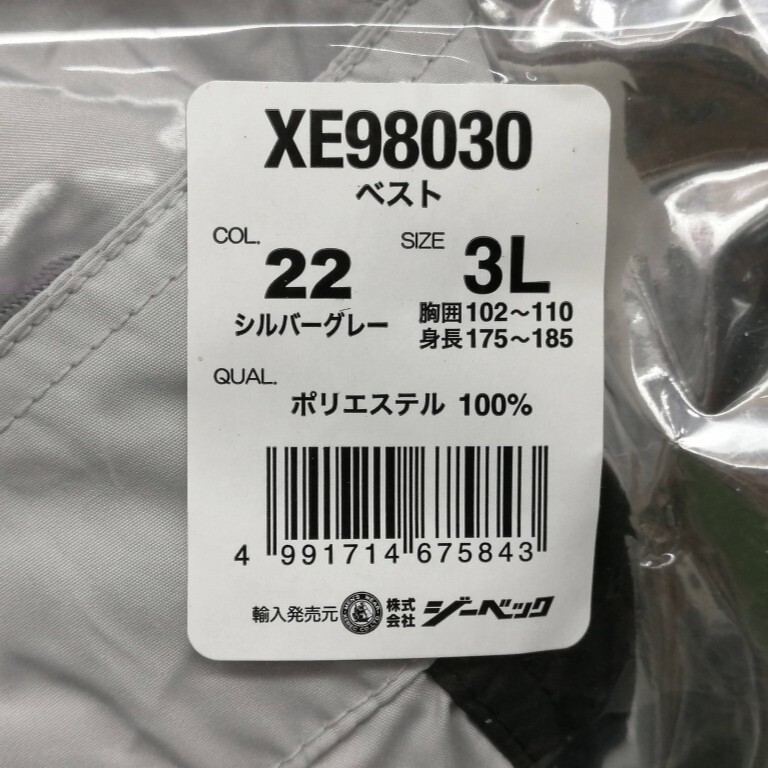 XE98030
ベスト
COL. 22 SIZE 3L
シルバーグレー 胸囲102～110
身長175～185
QUAL.
ポリエステル 100%
4 991714 675843
輸入発売元 株式会社 ジーベック